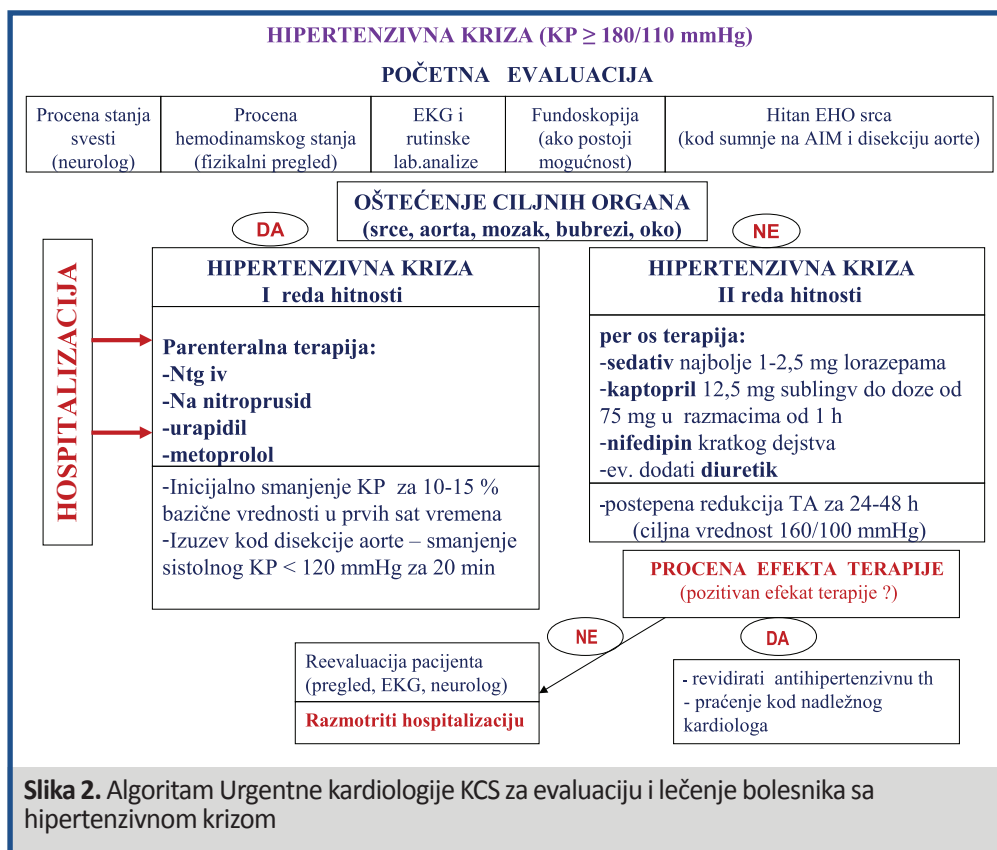 HIPERTENZIVNA KRIZA (KP ≥ 180/110 mmHg)
POČETNA EVALUACIJA
Procena stanja
svesti
(neurolog)
Procena
hemodinamskog stanja
(fizikalni pregled)
EKG i
rutinske
lab.analize
Fundoskopija
(ako postoji
mogućnost)
Hitan EHO srca
(kod sumnje na AIM i disekciju aorte)
OŠTEĆENJE CILJNIH ORGANA
(srce, aorta, mozak, bubrezi, oko)
DA
NE
HOSPITALIZACIJA
HIPERTENZIVNA KRIZA
I reda hitnosti
Parenteralna terapija:
-Ntg iv
-Na nitroprusid
-urapidil
-metoprolol
-Inicijalno smanjenje KP za 10-15 %
bazične vrednosti u prvih sat vremena
-Izuzev kod disekcije aorte – smanjenje
sistolnog KP < 120 mmHg za 20 min
HIPERTENZIVNA KRIZA
II reda hitnosti
per os terapija:
-sedativ najbolje 1-2,5 mg lorazepama
-kaptopril 12,5 mg sublingv do doze od
75 mg u razmacima od 1 h
-nifedipin kratkog dejstva
-ev. dodati diuretik
-postepena redukcija TA za 24-48 h
(ciljna vrednost 160/100 mmHg)
PROCENA EFEKTA TERAPIJE
(pozitivan efekat terapije ?)
NE
DA
Reevaluacija pacijenta
(pregled, EKG, neurolog)
Razmotriti hospitalizaciju
- revidirati antihipertenzivnu th
- praćenje kod nadležnog
kardiologa
Slika 2. Algoritam Urgentne kardiologije KCS za evaluaciju i lečenje bolesnika sa
hipertenzivnom krizom